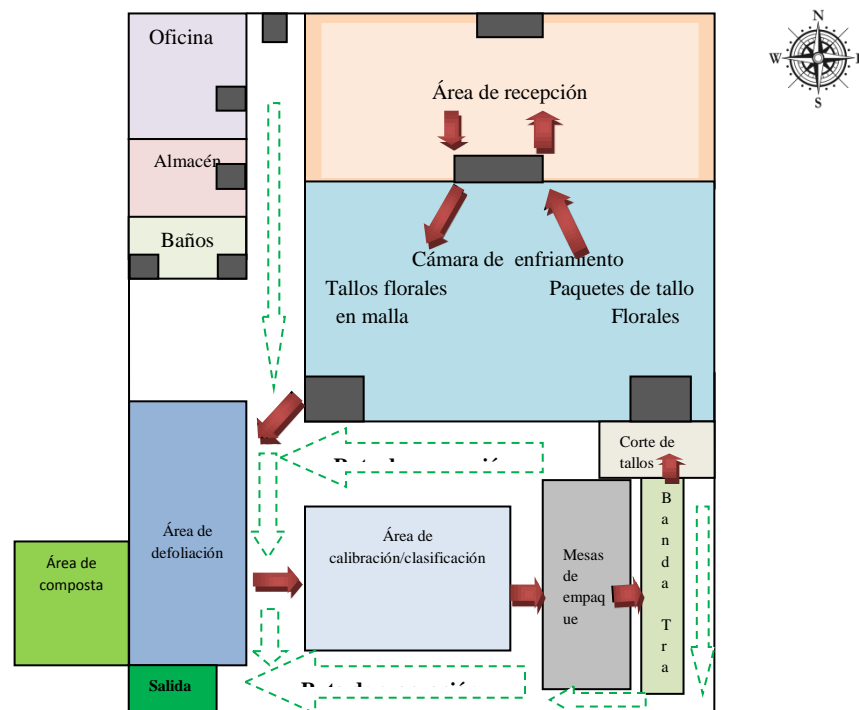 Oficina
N
W
S
Área de recepción
Almacén
Baños
Cámara de enfriamiento
Tallos florales
en malla
Paquetes de tallo
Florales
Corte de
tallos
B
a
n
d
a
T
r
a
Área de
calibración/clasificación
Mesas
de
empaq
ue
Área de
defoliación
Área de
composta
Salida